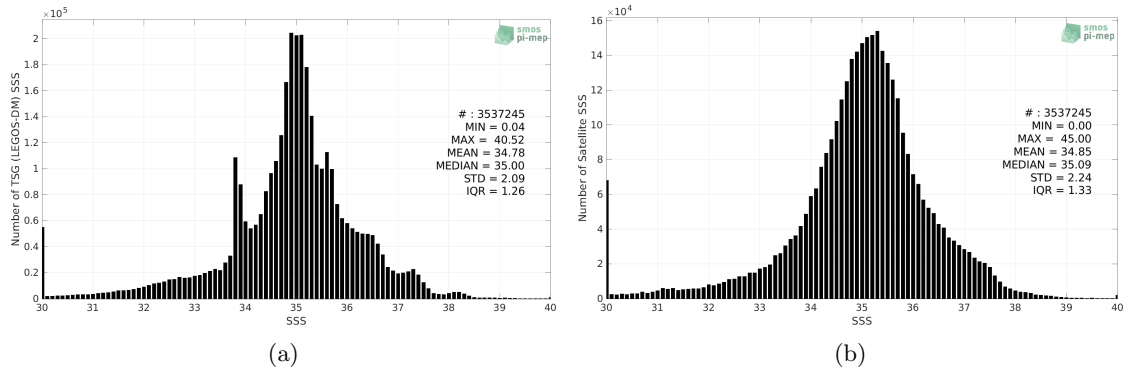 ×10⁵
smos
pi-mep
Number of TSG (LEGOS-DM) SSS
2
1.8
1.6
1.4
1.2
1
0.8
0.6
0.4
0.2
0
# : 3537245
MIN = 0.04
MAX = 40.52
MEAN = 34.78
MEDIAN = 35.00
STD = 2.09
IQR = 1.26
30 31 32 33 34 35 36 37 38 39 40
SSS
(a)
×10⁴
smos
pi-mep
Number of Satellite SSS
16
14
12
10
8
6
4
2
0
# : 3537245
MIN = 0.00
MAX = 45.00
MEAN = 34.85
MEDIAN = 35.09
STD = 2.24
IQR = 1.33
30 31 32 33 34 35 36 37 38 39 40
SSS
(b)